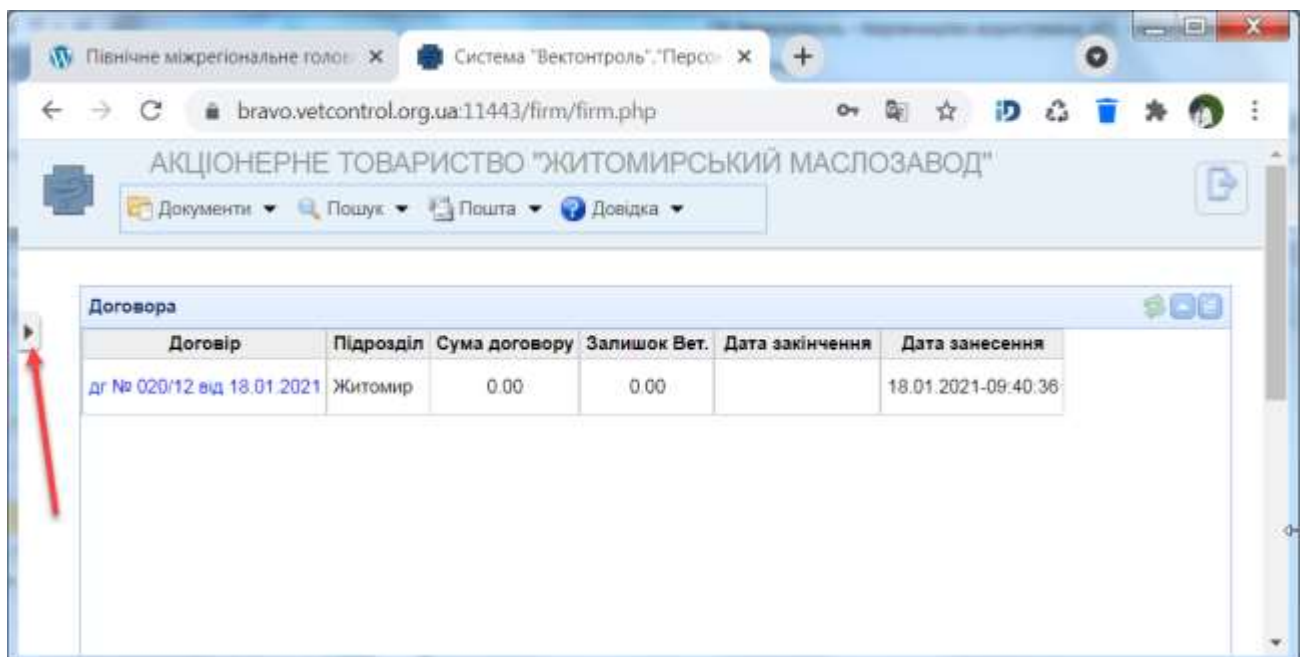 Північне міжрегіональне голов
Система "Вектонтроль"."Персо
bravo.vetcontrol.org.ua:11443/firm/firm.php
АКЦІОНЕРНЕ ТОВАРИСТВО "ЖИТОМИРСЬКИЙ МАСЛОЗАВОД"
Документи Пошук Пошта Довідка
Договора
Договір Підрозділ Сума договору Залишок Вет. Дата закінчення Дата занесення
дг № 020/12 від 18.01.2021 Житомир 0.00 0.00 18.01.2021-09:40:36